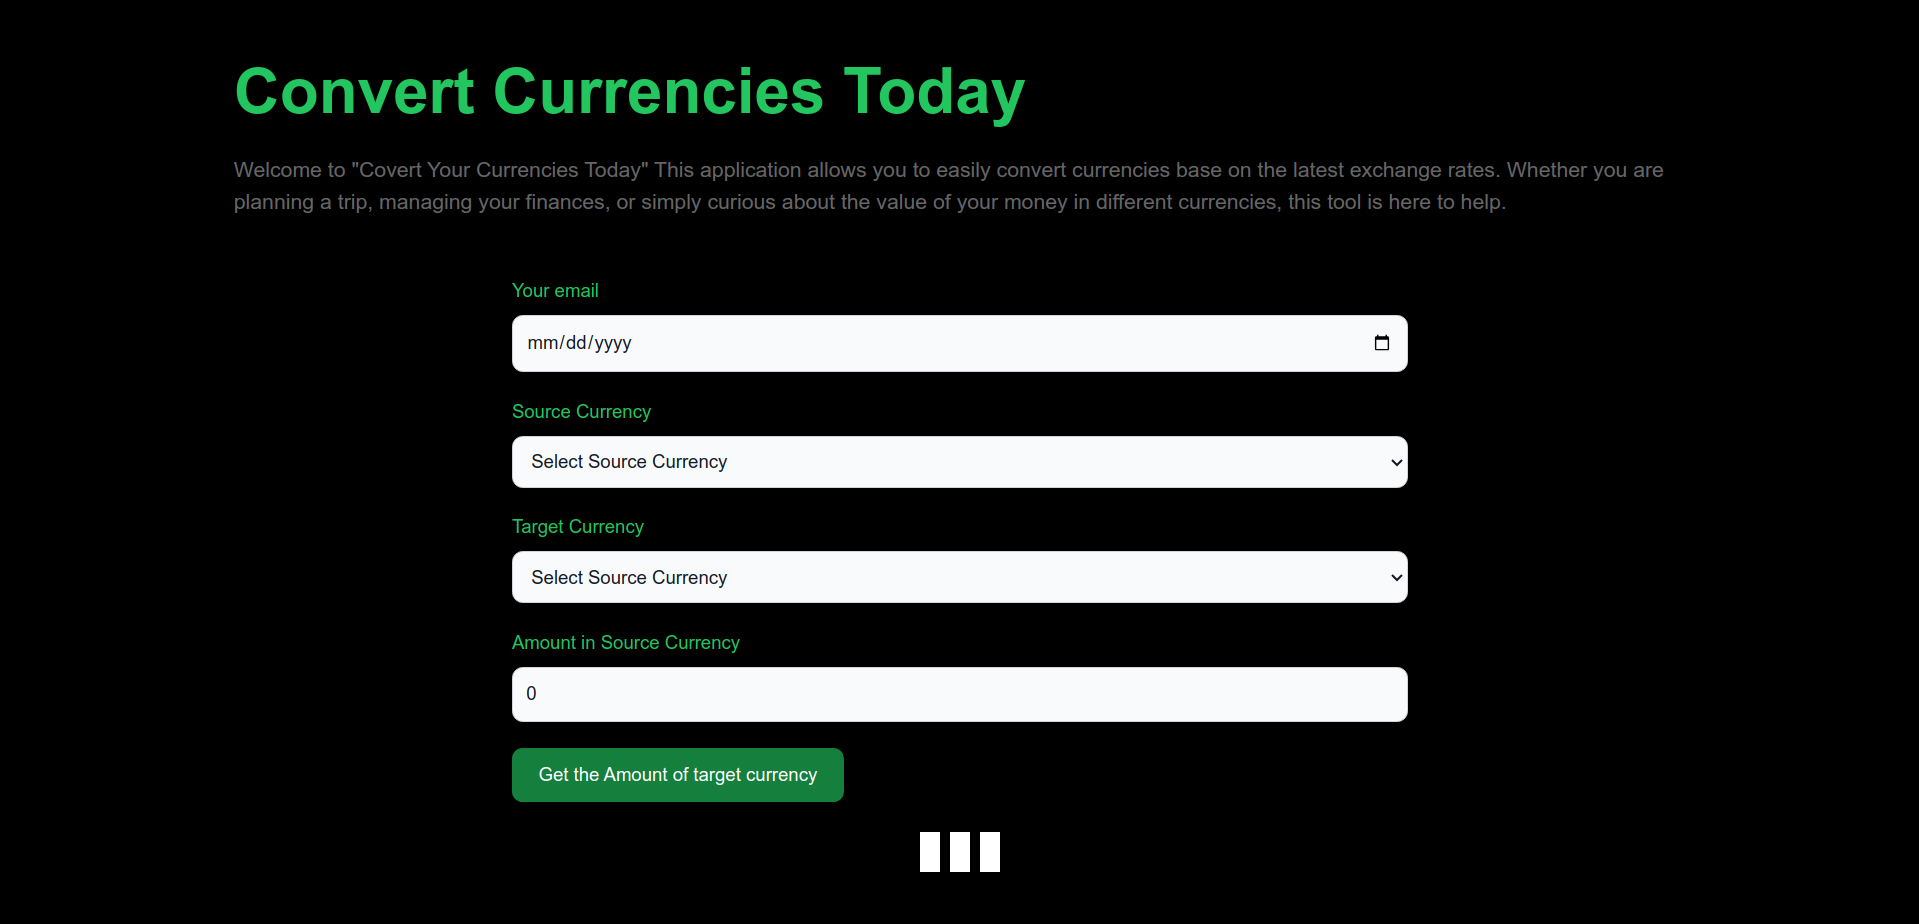 Convert Currencies Today
Welcome to "Covert Your Currencies Today" This application allows you to easily convert currencies base on the latest exchange rates. Whether you are
planning a trip, managing your finances, or simply curious about the value of your money in different currencies, this tool is here to help.
Your email
mm/dd/yyyy
Source Currency
Select Source Currency
Target Currency
Select Source Currency
Amount in Source Currency
0
Get the Amount of target currency